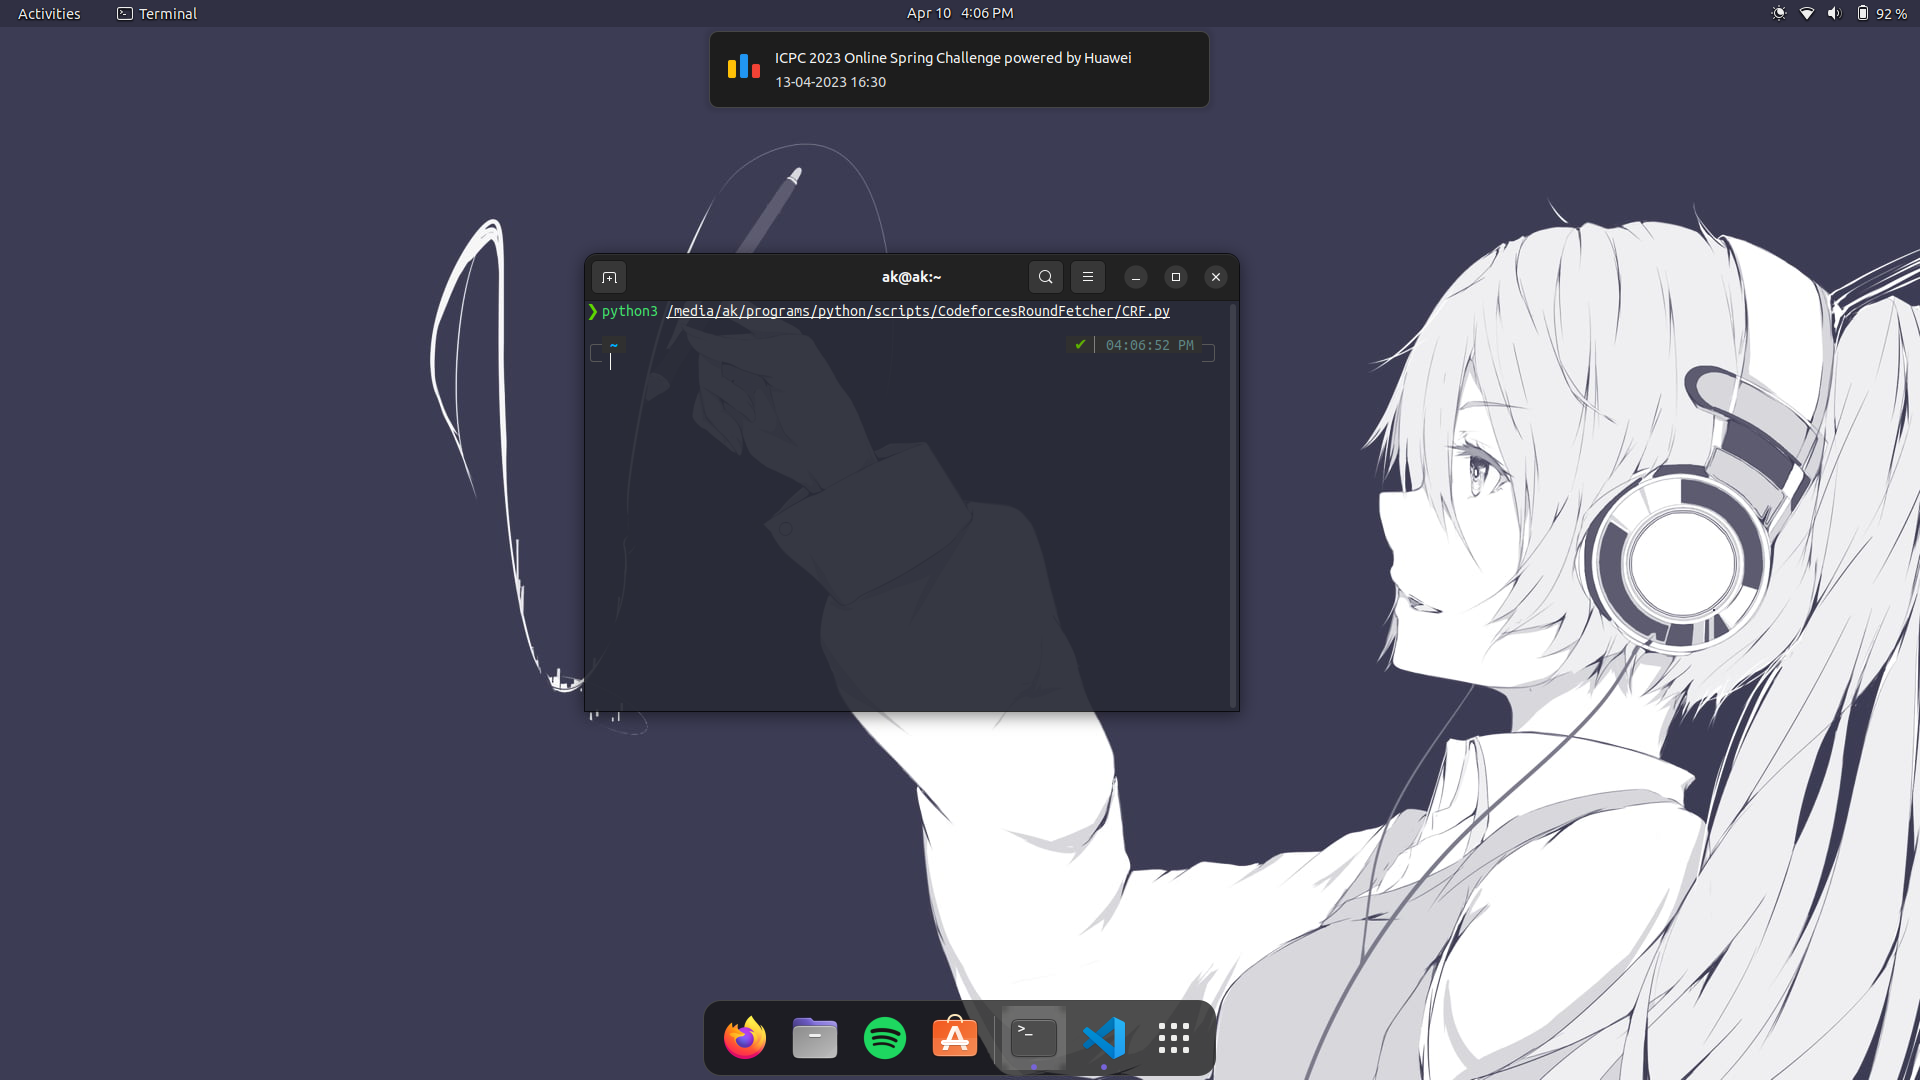 Activities
Terminal
Apr 10 4:06 PM
92 %
ICPC 2023 Online Spring Challenge powered by Huawei
13-04-2023 16:30
ak@ak:~
❯ python3 /media/ak/programs/python/scripts/CodeforcesRoundFetcher/CRF.py
~ ✔ 04:06:52 PM